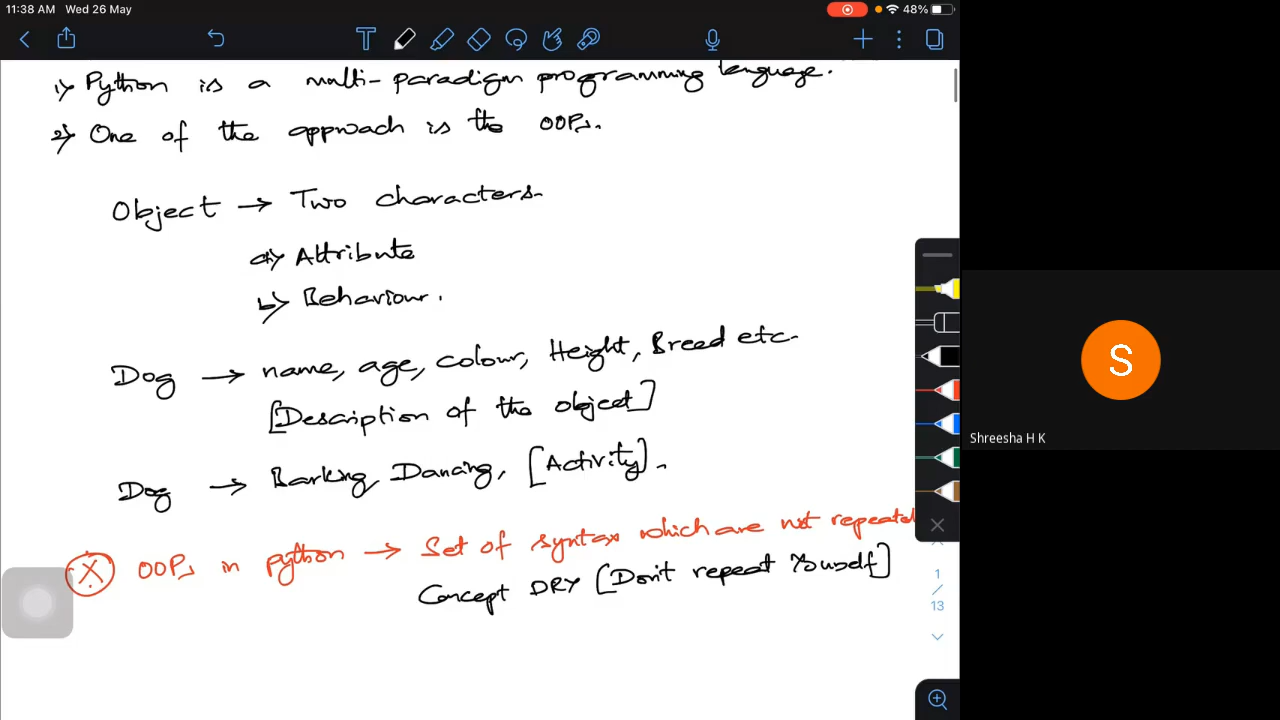 11:38 AM Wed 26 May
48%
1) Python is a multi-paradigm programming language.
2) One of the approach is the OOPs.
Object → Two characters.
a) Attribute
b) Behaviour.
Dog → name, age, colour, Height, Breed etc.
[Description of the object]
Dog → Barking, Dancing, [Activity].
X OOPs in python → Set of syntax which are not repeated
Concept DRY [Don't repeat Yourself]
1
/
13
S
Shreesha H K